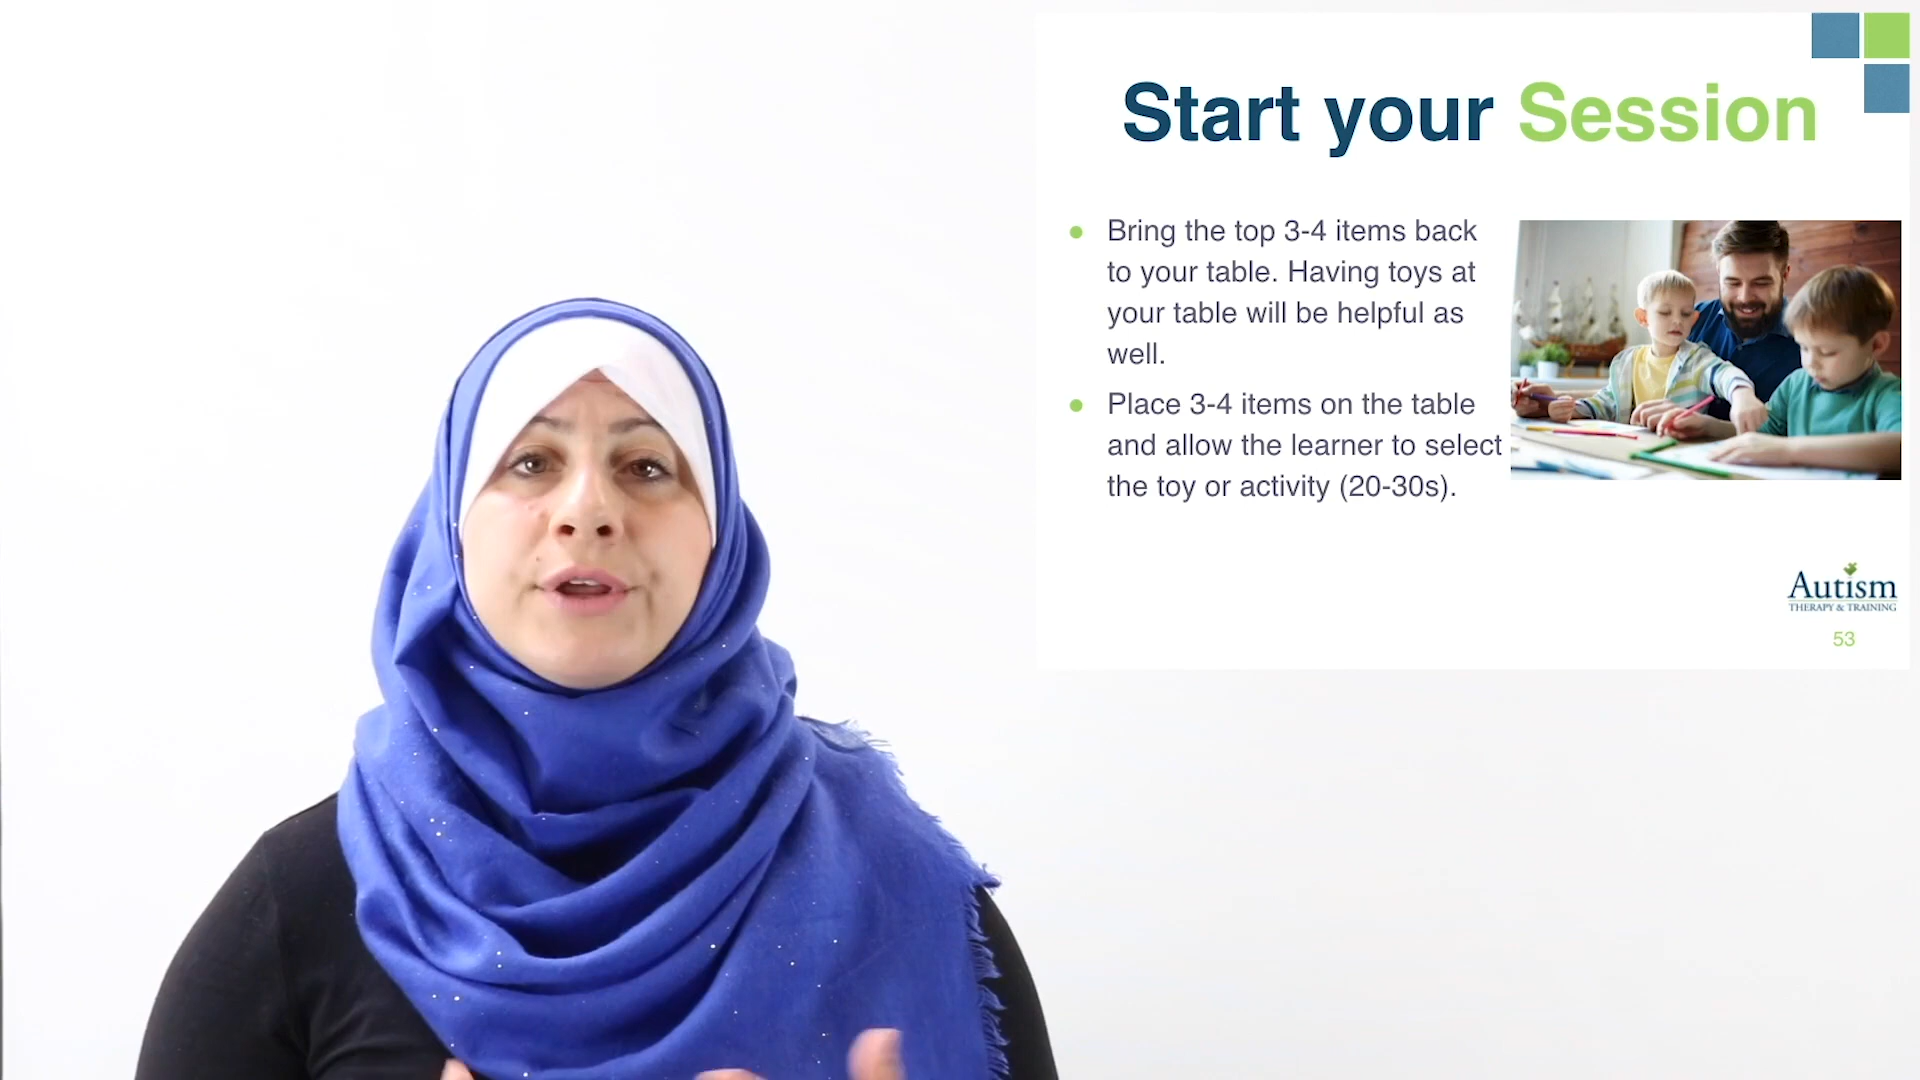 Start your Session
Bring the top 3-4 items back
to your table. Having toys at
your table will be helpful as
well.
Place 3-4 items on the table
and allow the learner to select
the toy or activity (20-30s).
Autism
THERAPY & TRAINING
53